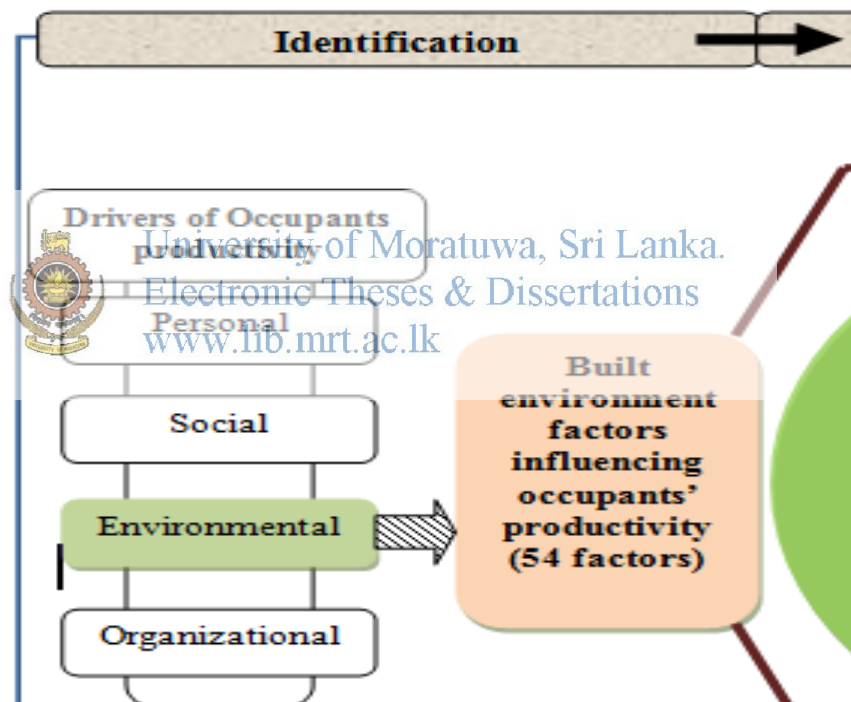 Identification
Drivers of Occupants
productivity
University of Moratuwa, Sri Lanka.
Electronic Theses & Dissertations
www.lib.mrt.ac.lk
Personal
Social
Environmental
Organizational
Built
environment
factors
influencing
occupants’
productivity
(54 factors)